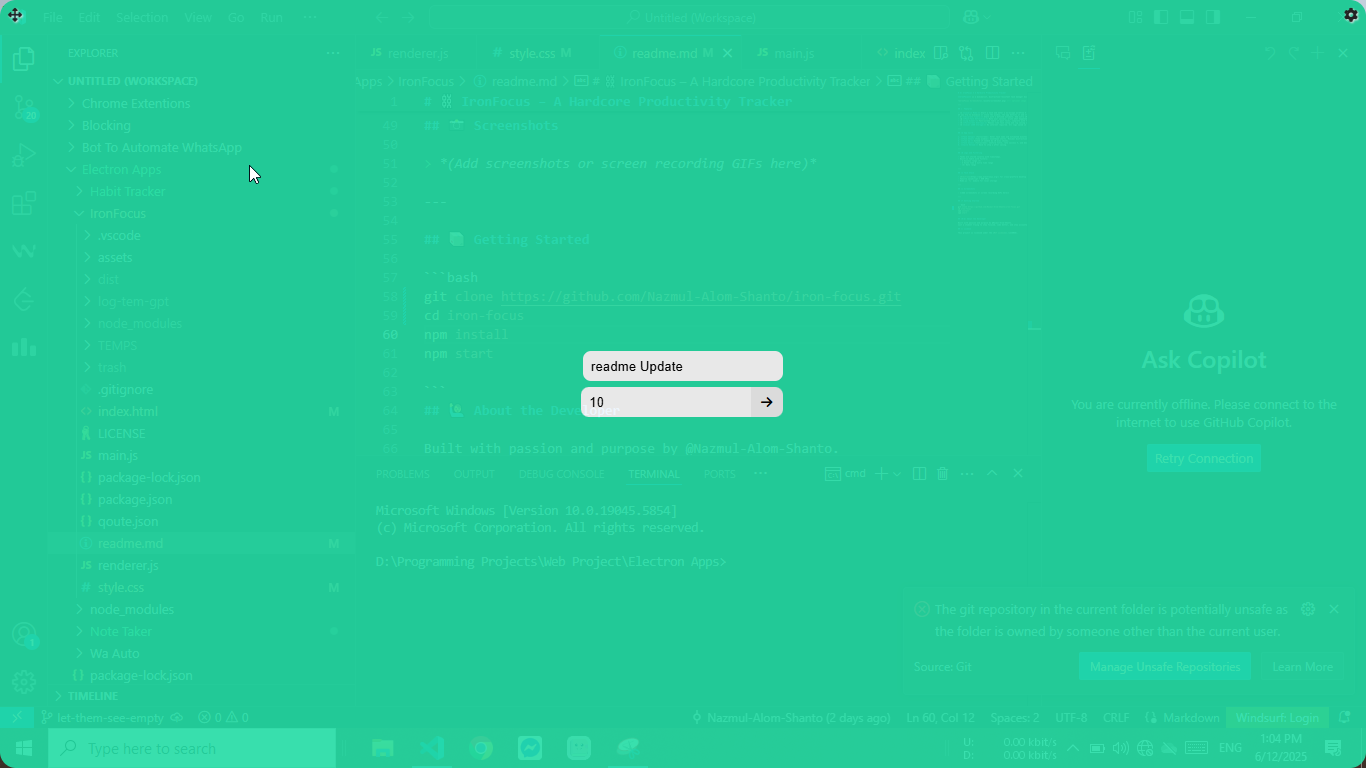 File Edit Selection View Go Run ···
Untitled (Workspace)
EXPLORER
UNTITLED (WORKSPACE)
Chrome Extentions
Blocking
Bot To Automate WhatsApp
Electron Apps
Habit Tracker
IronFocus
.vscode
assets
dist
log-tem-gpt
node_modules
TEMPS
trash
.gitignore
index.html M
LICENSE
main.js
package-lock.json
package.json
qoute.json
readme.md M
renderer.js
style.css M
node_modules
Note Taker
Wa Auto
package-lock.json
TIMELINE
JS renderer.js # style.css M readme.md M JS main.js <> index
Apps > IronFocus > readme.md > # IronFocus – A Hardcore Productivity Tracker > ## Getting Started
1 # IronFocus – A Hardcore Productivity Tracker
49 ## Screenshots
50
51 > *(Add screenshots or screen recording GIFs here)*
52
53 ---
54
55 ## Getting Started
56
57 ```bash
58 git clone https://github.com/Nazmul-Alom-Shanto/iron-focus.git
59 cd iron-focus
60 npm install
61 npm start
62
63 ```
64 ## About the Developer
65
66 Built with passion and purpose by @Nazmul-Alom-Shanto.
readme Update
10
PROBLEMS OUTPUT DEBUG CONSOLE TERMINAL PORTS ··· cmd
Microsoft Windows [Version 10.0.19045.5854]
(c) Microsoft Corporation. All rights reserved.
D:\Programming Projects\Web Project\Electron Apps>
Ask Copilot
You are currently offline. Please connect to the
internet to use GitHub Copilot.
Retry Connection
The git repository in the current folder is potentially unsafe as
the folder is owned by someone other than the current user.
Source: Git
Manage Unsafe Repositories
Learn More
let-them-see-empty 0 0 Nazmul-Alom-Shanto (2 days ago) Ln 60, Col 12 Spaces: 2 UTF-8 CRLF Markdown Windsurf: Login
Type here to search
U: 0.00 kbit/s
D: 0.00 kbit/s
ENG
1:04 PM
6/12/2025